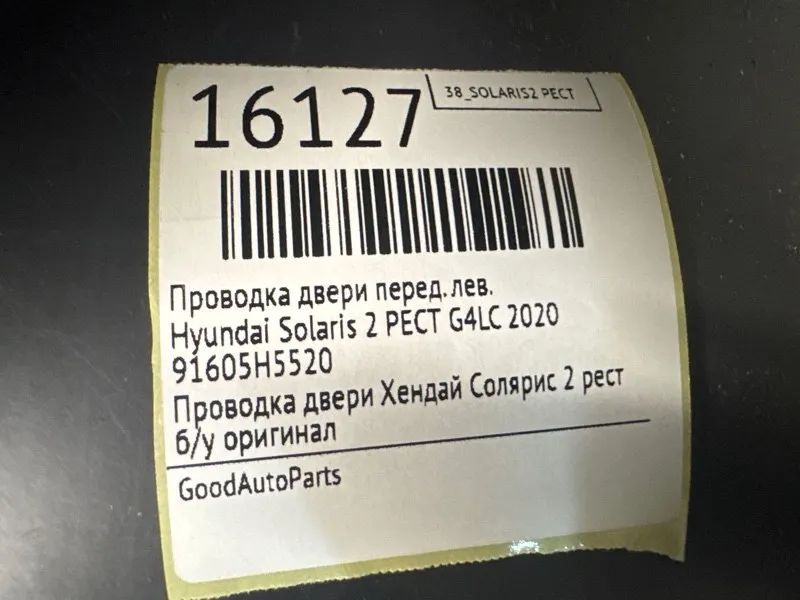 16127
38_SOLARIS2 РЕСТ
Проводка двери перед.лев.
Hyundai Solaris 2 РЕСТ G4LC 2020
91605H5520
Проводка двери Хендай Солярис 2 рест
б/у оригинал
GoodAutoParts